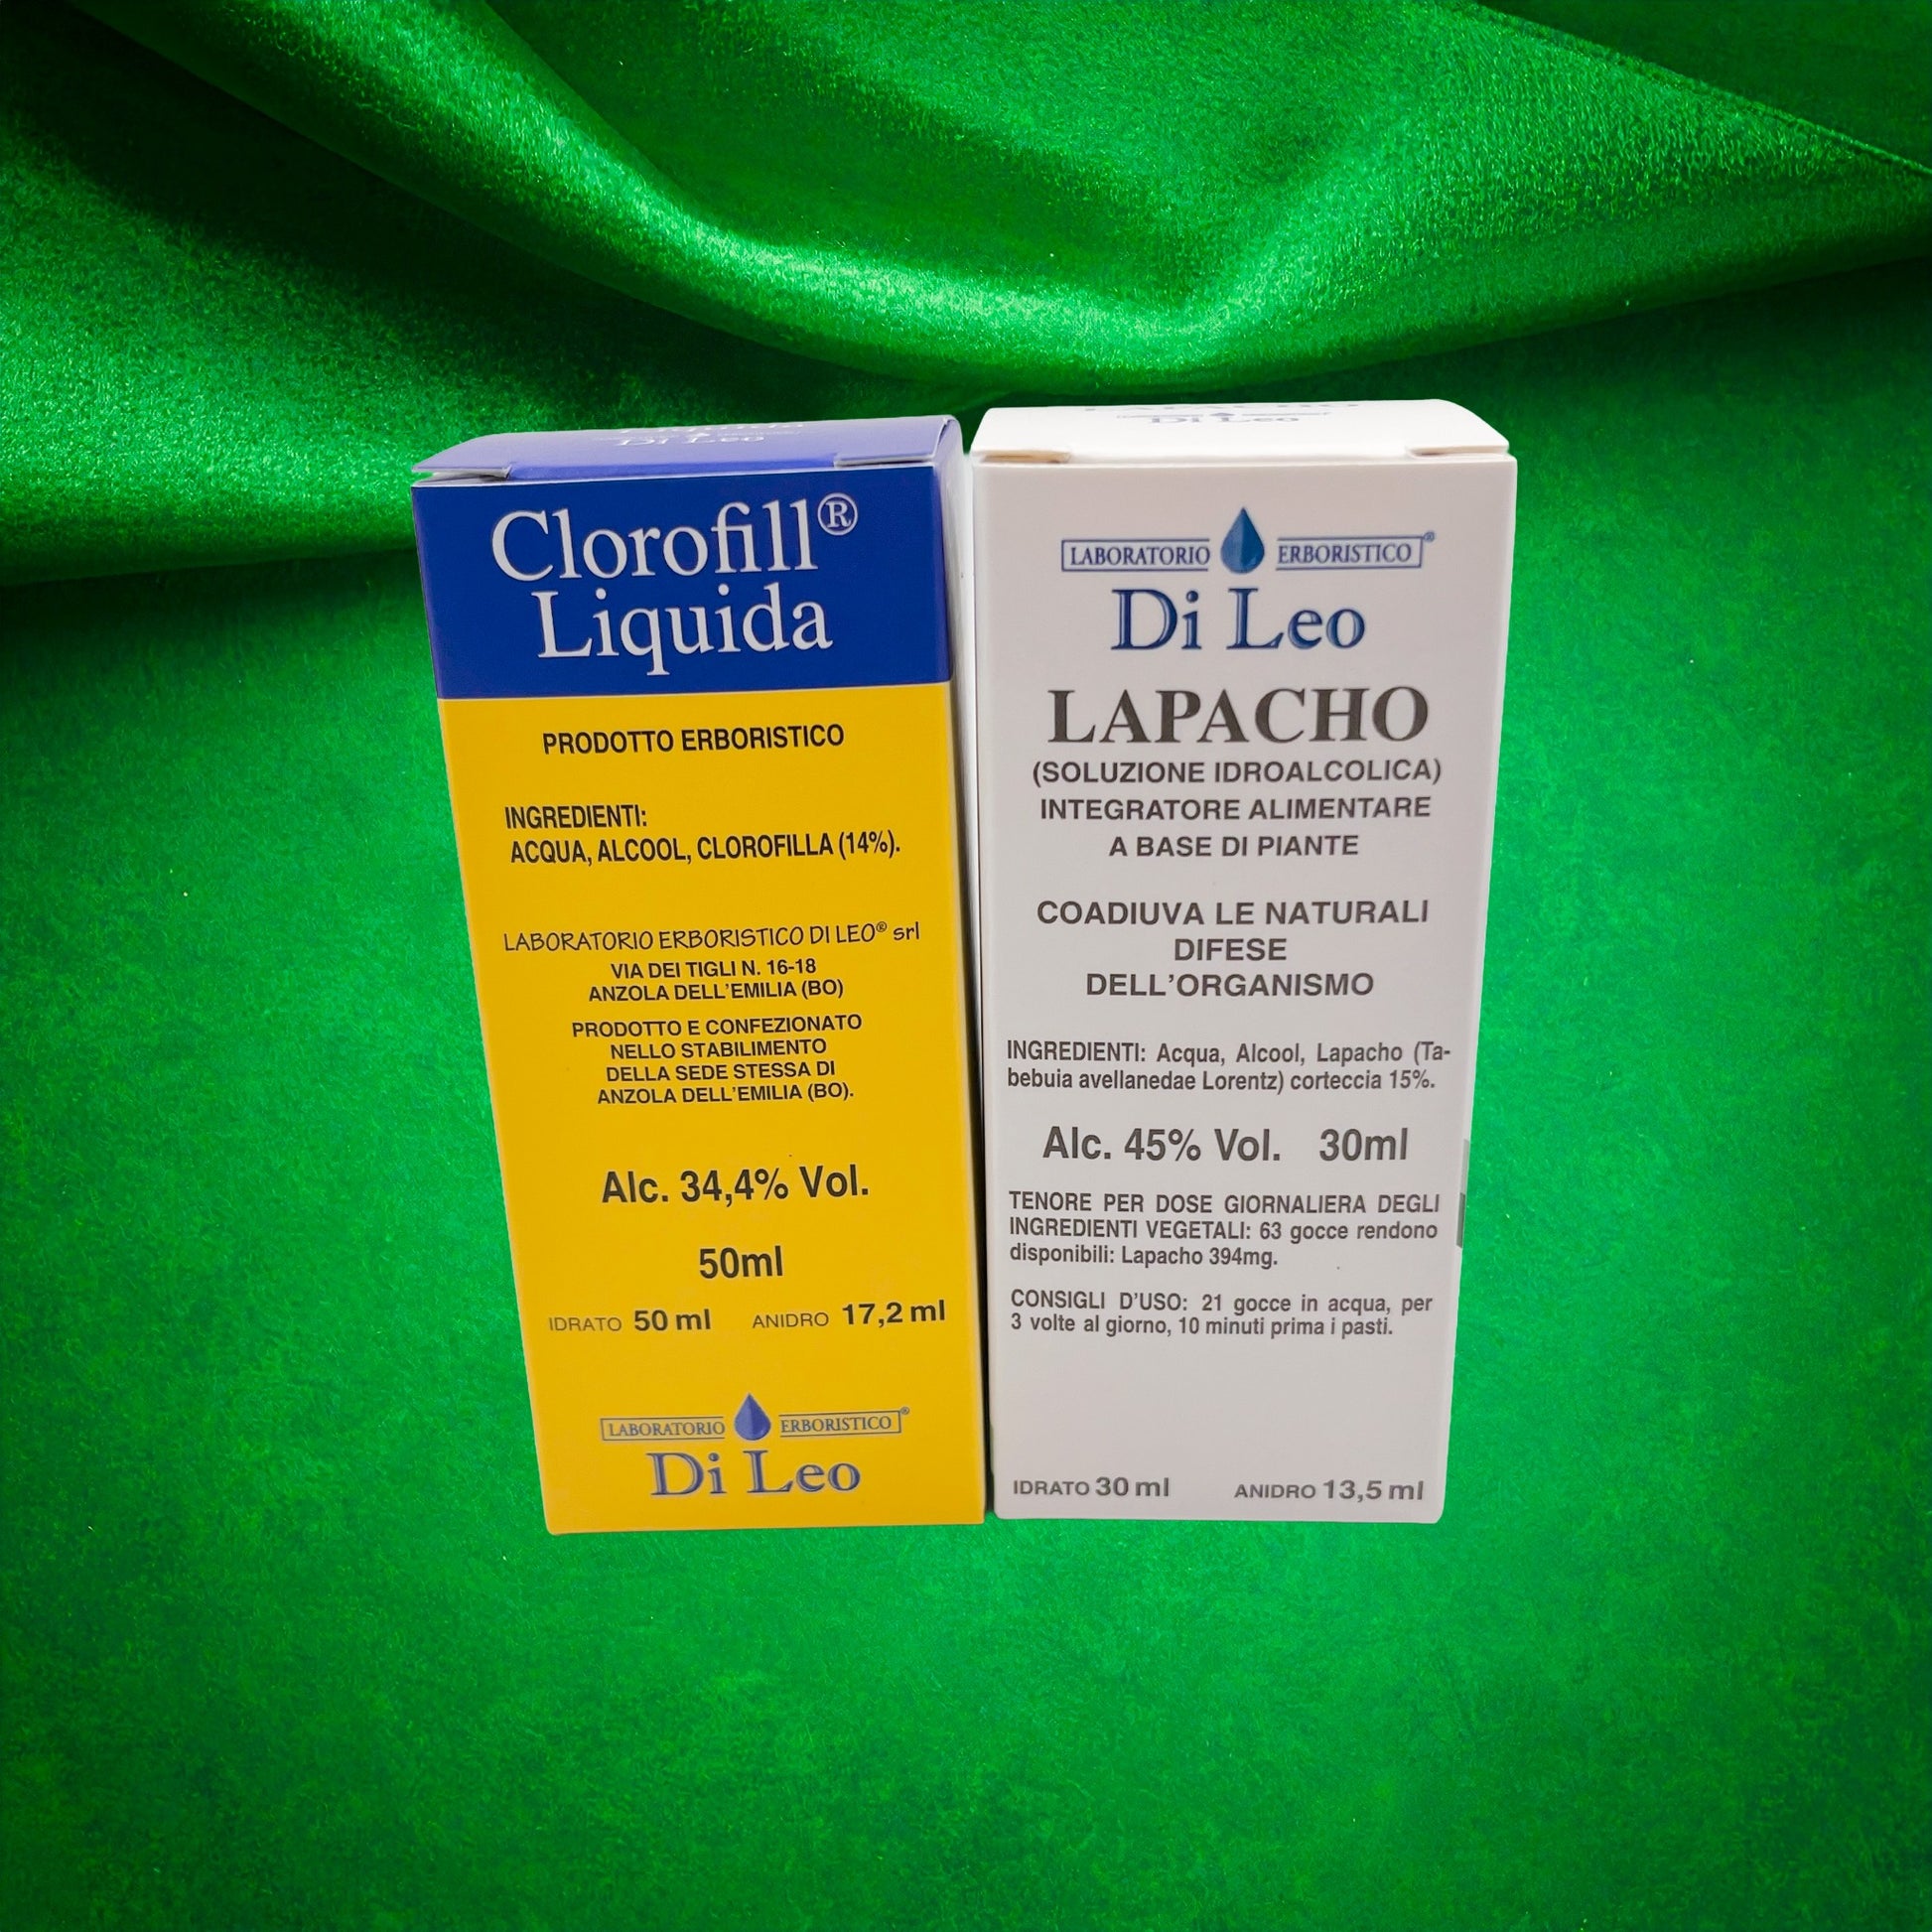 Di Leo
Clorofill®
Liquida
PRODOTTO ERBORISTICO
INGREDIENTI:
ACQUA, ALCOOL, CLOROFILLA (14%).
LABORATORIO ERBORISTICO DI LEO® srl
VIA DEI TIGLI N. 16-18
ANZOLA DELL'EMILIA (BO)
PRODOTTO E CONFEZIONATO
NELLO STABILIMENTO
DELLA SEDE STESSA DI
ANZOLA DELL'EMILIA (BO).
Alc. 34,4% Vol.
50ml
IDRATO 50 ml ANIDRO 17,2 ml
LABORATORIO ERBORISTICO®
Di Leo
Di Leo
LABORATORIO ERBORISTICO®
Di Leo
LAPACHO
(SOLUZIONE IDROALCOLICA)
INTEGRATORE ALIMENTARE
A BASE DI PIANTE
COADIUVA LE NATURALI
DIFESE
DELL'ORGANISMO
INGREDIENTI: Acqua, Alcool, Lapacho (Ta-
bebuia avellanedae Lorentz) corteccia 15%.
Alc. 45% Vol. 30ml
TENORE PER DOSE GIORNALIERA DEGLI
INGREDIENTI VEGETALI: 63 gocce rendono
disponibili: Lapacho 394mg.
CONSIGLI D'USO: 21 gocce in acqua, per
3 volte al giorno, 10 minuti prima i pasti.
IDRATO 30 ml ANIDRO 13,5 ml